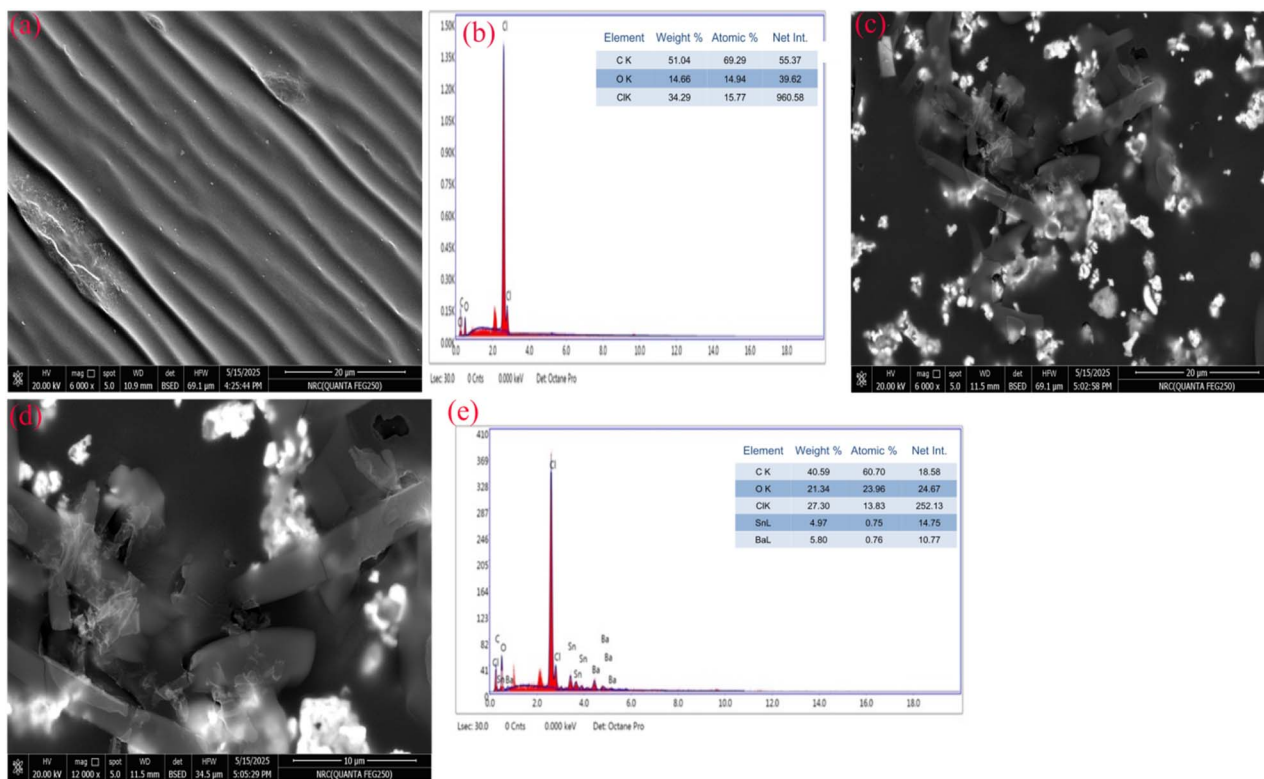 (a)
HV mag □ spot WD det HFW 5/15/2025 20 µm
20.00 kV 6 000 x 5.0 10.9 mm BSED 69.1 µm 4:25:44 PM NRC(QUANTA FEG250)
(b)
1.50K
1.35K
1.20K
1.05K
0.90K
0.75K
0.60K
0.45K
0.30K
0.15K
0.00K
Cl
C
O
Cl
Element Weight % Atomic % Net Int.
C K 51.04 69.29 55.37
O K 14.66 14.94 39.62
ClK 34.29 15.77 960.58
0.0 2.0 4.0 6.0 8.0 10.0 12.0 14.0 16.0 18.0
Lsec: 30.0 0 Cnts 0.000 keV Det: Octane Pro
(c)
HV mag □ spot WD det HFW 5/15/2025 20 µm
20.00 kV 6 000 x 5.0 11.5 mm BSED 69.1 µm 5:02:58 PM NRC(QUANTA FEG250)
(d)
HV mag □ spot WD det HFW 5/15/2025 10 µm
20.00 kV 12 000 x 5.0 11.5 mm BSED 34.5 µm 5:05:29 PM NRC(QUANTA FEG250)
(e)
410
369
328
287
246
205
164
123
82
41
0
Cl
C
O
Cl
Sn Ba
Cl
Sn
Sn
Sn
Ba
Ba
Ba
Ba
Element Weight % Atomic % Net Int.
C K 40.59 60.70 18.58
O K 21.34 23.96 24.67
ClK 27.30 13.83 252.13
SnL 4.97 0.75 14.75
BaL 5.80 0.76 10.77
0.0 2.0 4.0 6.0 8.0 10.0 12.0 14.0 16.0 18.0
Lsec: 30.0 0 Cnts 0.000 keV Det: Octane Pro